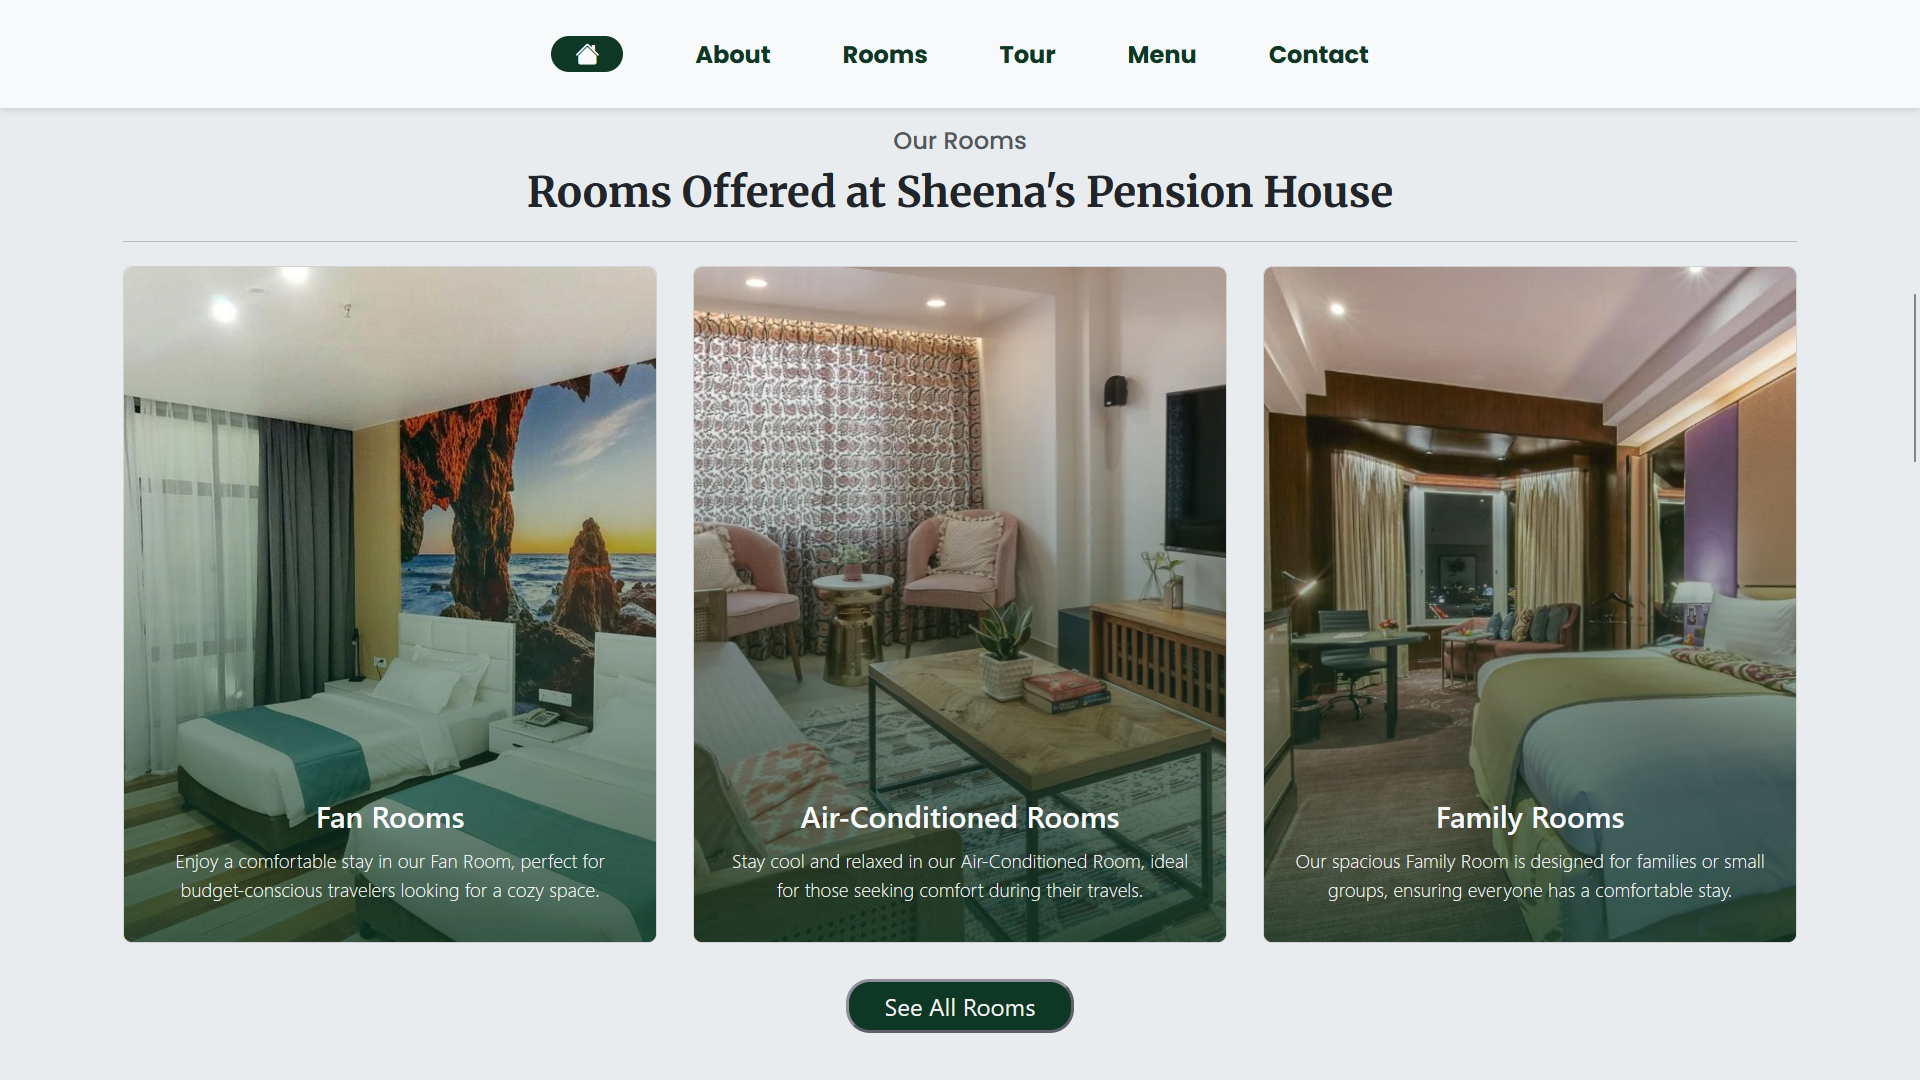 About Rooms Tour Menu Contact
Our Rooms
Rooms Offered at Sheena's Pension House
Fan Rooms
Enjoy a comfortable stay in our Fan Room, perfect for
budget-conscious travelers looking for a cozy space.
Air-Conditioned Rooms
Stay cool and relaxed in our Air-Conditioned Room, ideal
for those seeking comfort during their travels.
Family Rooms
Our spacious Family Room is designed for families or small
groups, ensuring everyone has a comfortable stay.
See All Rooms